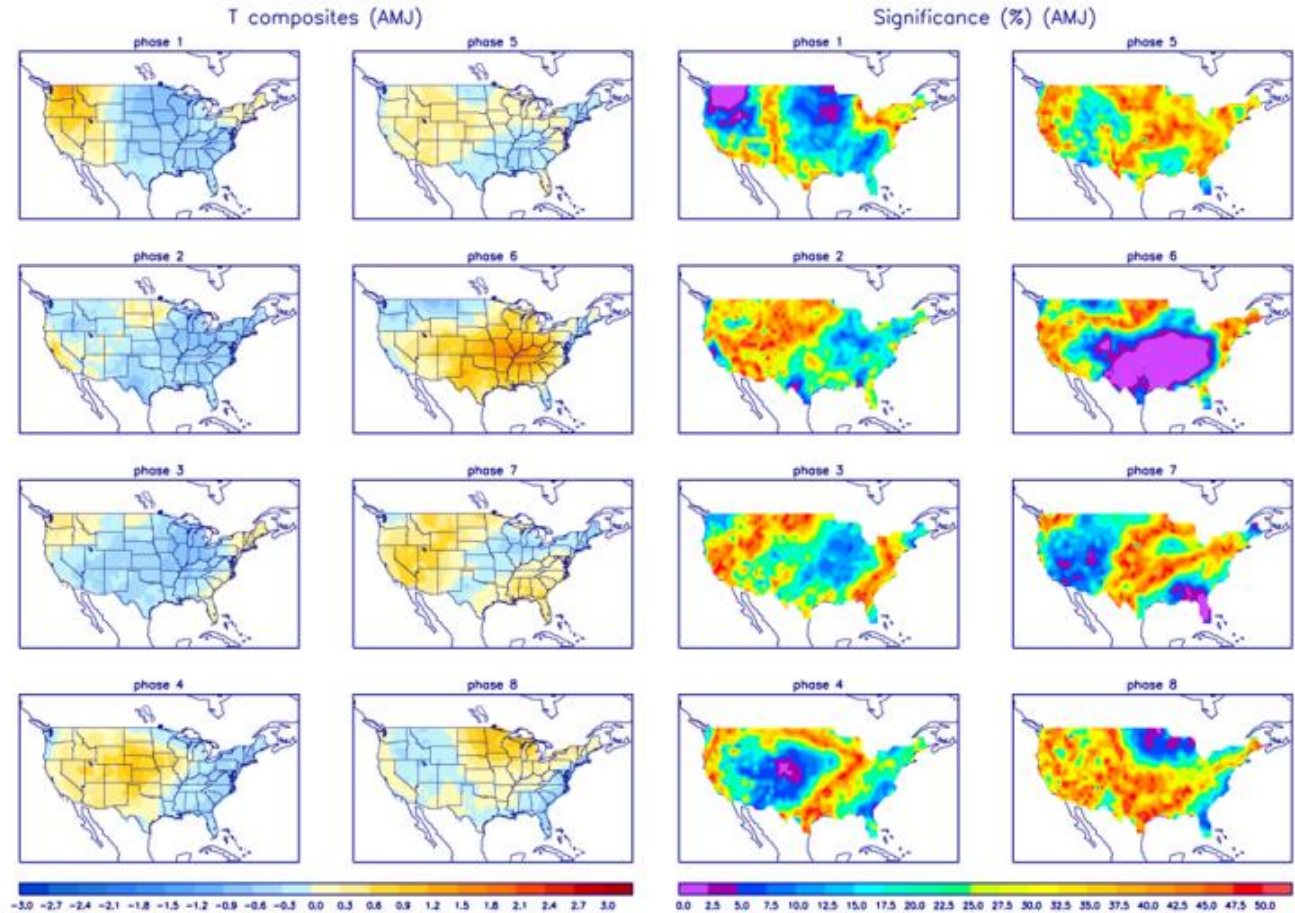 T composites (AMJ)
Significance (%) (AMJ)
phase 1
phase 5
phase 1
phase 5
phase 2
phase 6
phase 2
phase 6
phase 3
phase 7
phase 3
phase 7
phase 4
phase 8
phase 4
phase 8
-3.0 -2.7 -2.4 -2.1 -1.8 -1.5 -1.2 -0.9 -0.6 -0.3 0.0 0.3 0.6 0.9 1.2 1.5 1.8 2.1 2.4 2.7 3.0
0.0 2.5 5.0 7.5 10.0 12.5 15.0 17.5 20.0 22.5 25.0 27.5 30.0 32.5 35.0 37.5 40.0 42.5 45.0 47.5 50.0